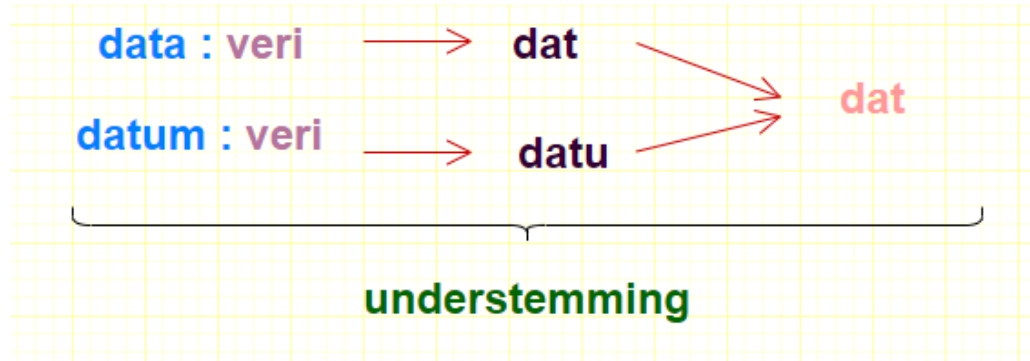 data : veri dat
dat
datum : veri datu
understemming